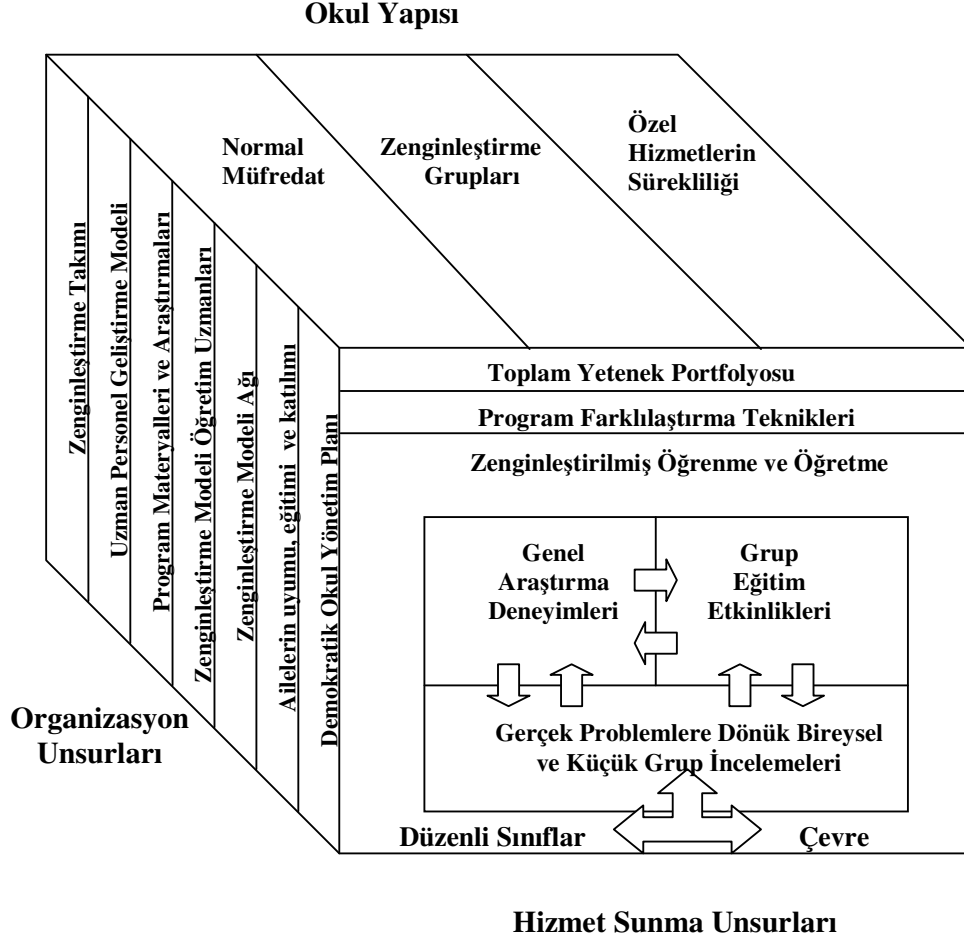 Okul Yapısı
Normal
Müfredat
Zenginleştirme
Grupları
Özel
Hizmetlerin
Sürekliliği
Zenginleştirme Takımı
Uzman Personel Geliştirme Modeli
Program Materyalleri ve Araştırmaları
Zenginleştirme Modeli Öğretim Uzmanları
Zenginleştirme Modeli Ağı
Ailelerin uyumu, eğitimi ve katılımı
Demokratik Okul Yönetim Planı
Toplam Yetenek Portfolyosu
Program Farklılaştırma Teknikleri
Zenginleştirilmiş Öğrenme ve Öğretme
Genel
Araştırma
Deneyimleri
Grup
Eğitim
Etkinlikleri
Gerçek Problemlere Dönük Bireysel
ve Küçük Grup İncelemeleri
Düzenli Sınıflar
Çevre
Organizasyon
Unsurları
Hizmet Sunma Unsurları